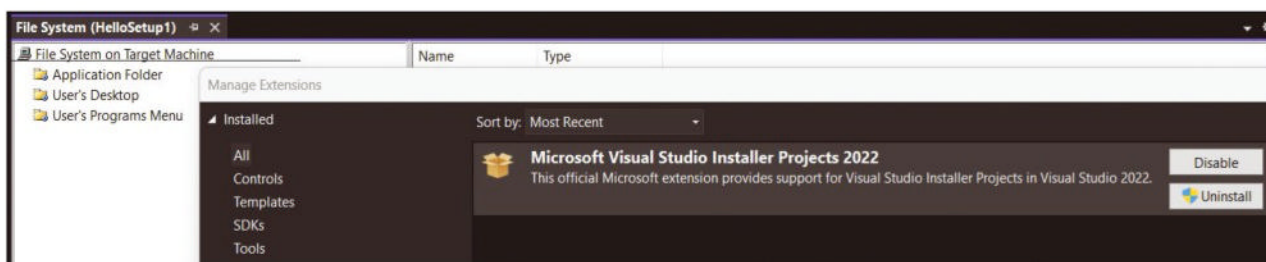 File System (HelloSetup1)
File System on Target Machine
Application Folder
User's Desktop
User's Programs Menu
Name Type
Manage Extensions
Installed
All
Controls
Templates
SDKs
Tools
Sort by: Most Recent
Microsoft Visual Studio Installer Projects 2022
This official Microsoft extension provides support for Visual Studio Installer Projects in Visual Studio 2022.
Disable
Uninstall